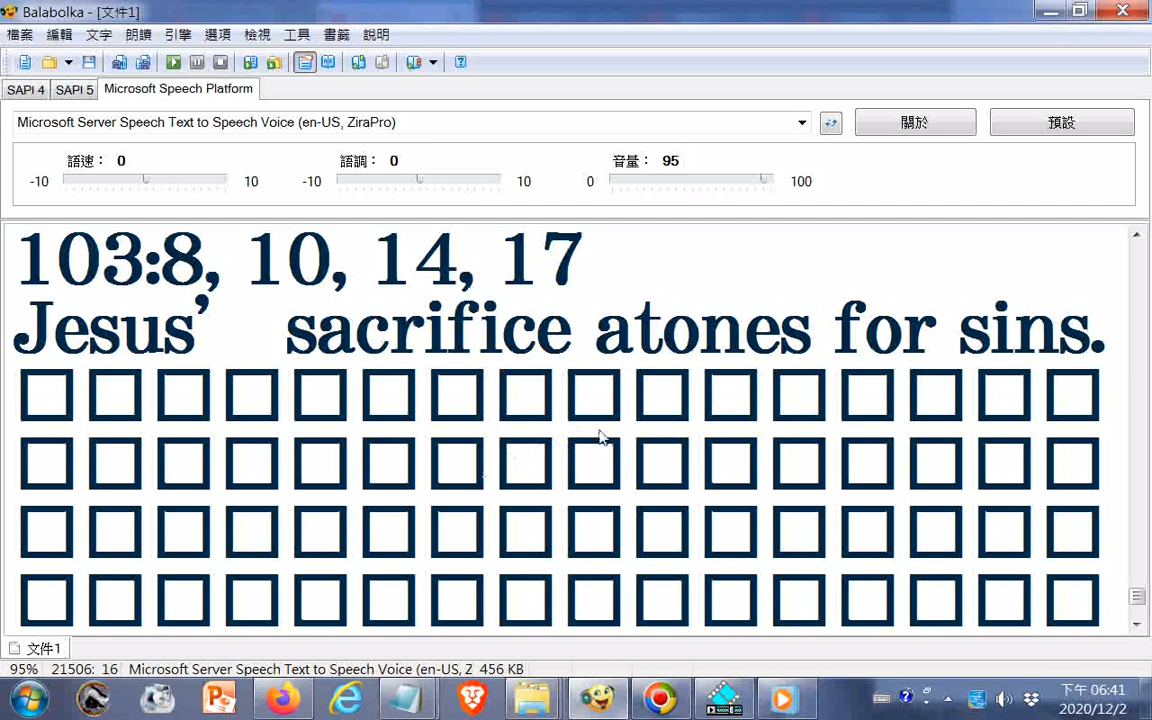 Balabolka - [文件1]
檔案 編輯 文字 朗讀 引擎 選項 檢視 工具 書籤 說明
SAPI 4 SAPI 5 Microsoft Speech Platform
Microsoft Server Speech Text to Speech Voice (en-US, ZiraPro) 關於 預設
語速： 0 語調： 0 音量： 95
-10 10 -10 10 0 100
103:8, 10, 14, 17
Jesus’ sacrifice atones for sins.
□□□□□□□□□□□□□□□□
□□□□□□□□□□□□□□□□
□□□□□□□□□□□□□□□□
□□□□□□□□□□□□□□□□
文件1
95% 21506: 16 Microsoft Server Speech Text to Speech Voice (en-US, Z 456 KB
下午 06:41
2020/12/2